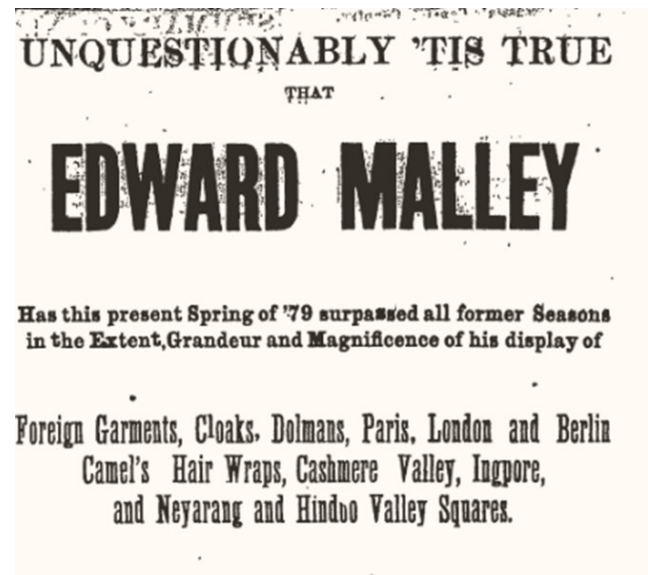 UNQUESTIONABLY 'TIS TRUE
THAT
EDWARD MALLEY
Has this present Spring of '79 surpassed all former Seasons
in the Extent, Grandeur and Magnificence of his display of
Foreign Garments, Cloaks. Dolmans, Paris, London and Berlin
Camel's Hair Wraps, Cashmere Valley, Ingpore,
and Neyarang and Hindoo Valley Squares.